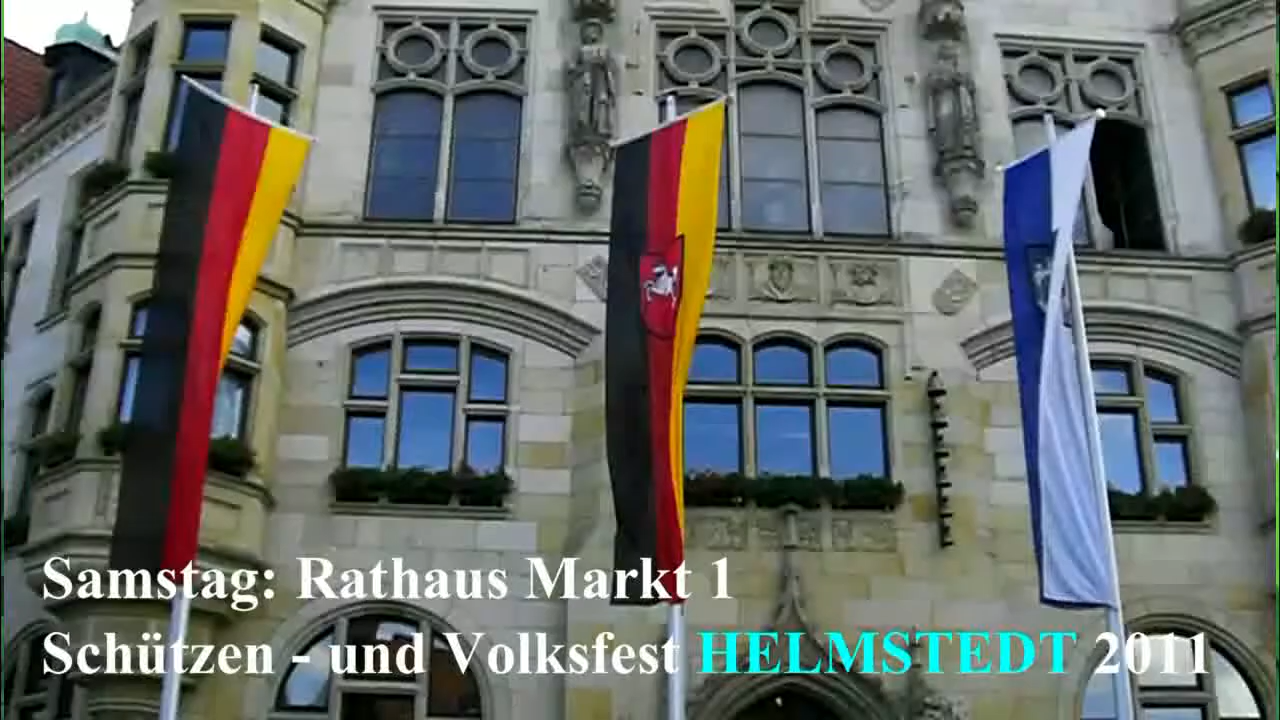 Samstag: Rathaus Markt 1
Schützen - und Volksfest HELMSTEDT 2011